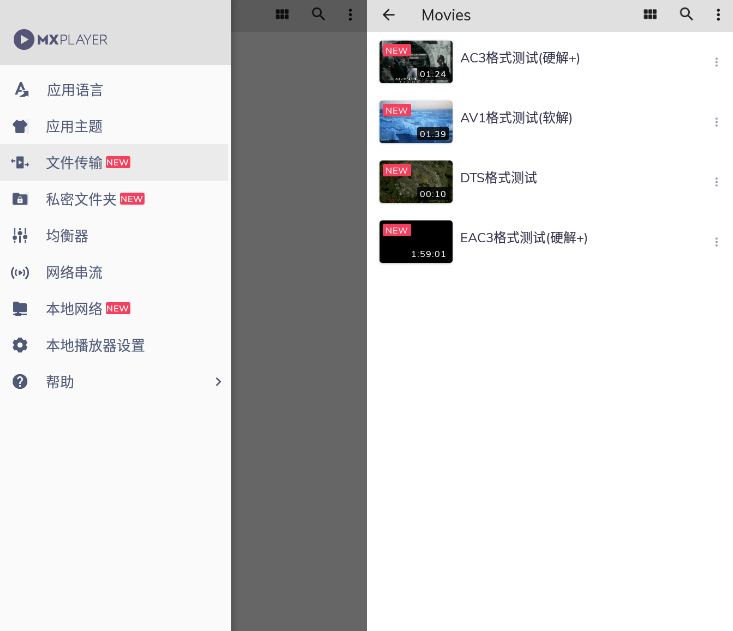 MXPLAYER
应用语言
应用主题
文件传输 NEW
私密文件夹 NEW
均衡器
网络串流
本地网络 NEW
本地播放器设置
帮助
Movies
NEW
01:24
AC3格式测试(硬解+)
NEW
01:39
AV1格式测试(软解)
NEW
00:10
DTS格式测试
NEW
1:59:01
EAC3格式测试(硬解+)